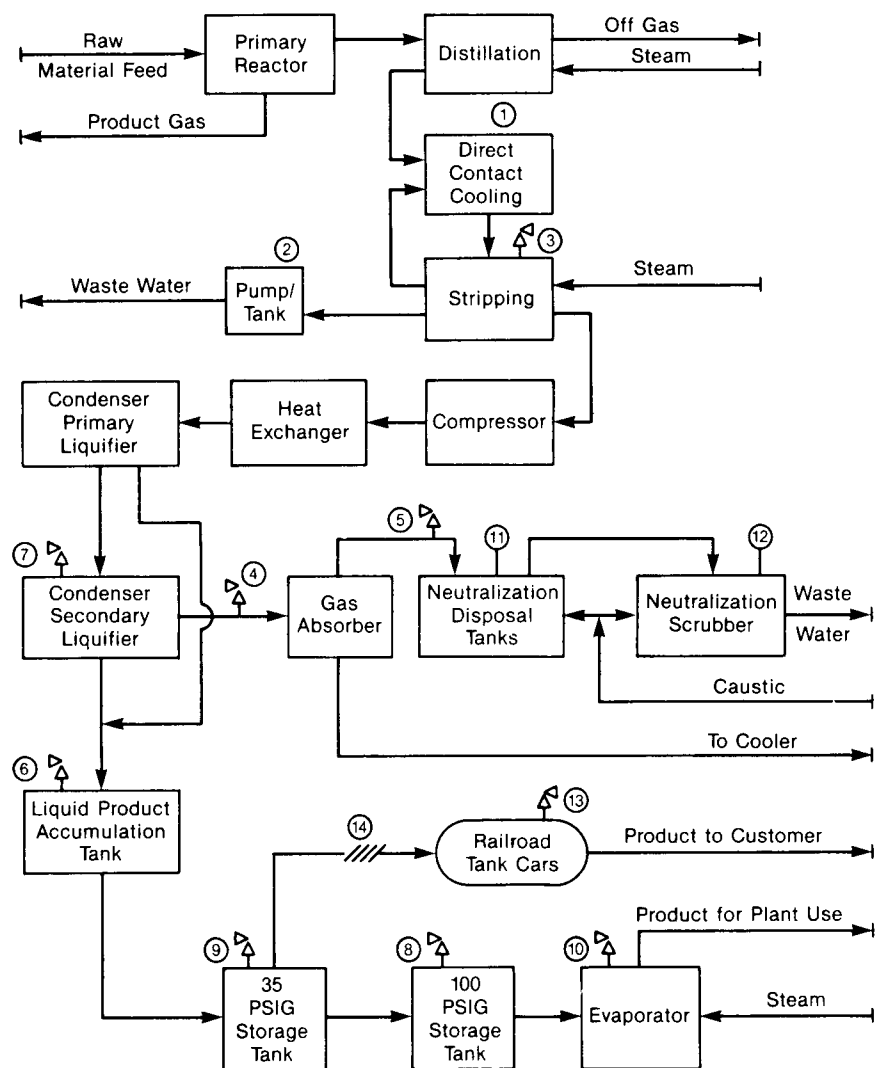 Raw
Material Feed
Primary
Reactor
Distillation
Off Gas
Steam
Product Gas
1
Direct
Contact
Cooling
2
3
Waste Water
Pump/
Tank
Stripping
Steam
Condenser
Primary
Liquifier
Heat
Exchanger
Compressor
7
4
5
11
12
Condenser
Secondary
Liquifier
Gas
Absorber
Neutralization
Disposal
Tanks
Neutralization
Scrubber
Waste
Water
Caustic
To Cooler
6
Liquid Product
Accumulation
Tank
14
13
Railroad
Tank Cars
Product to Customer
Product for Plant Use
9
8
10
35
PSIG
Storage
Tank
100
PSIG
Storage
Tank
Evaporator
Steam